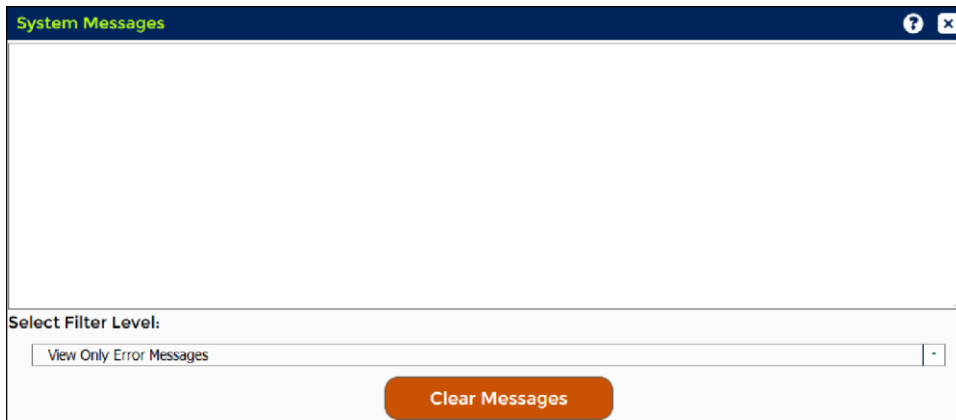 System Messages
Select Filter Level:
View Only Error Messages
Clear Messages